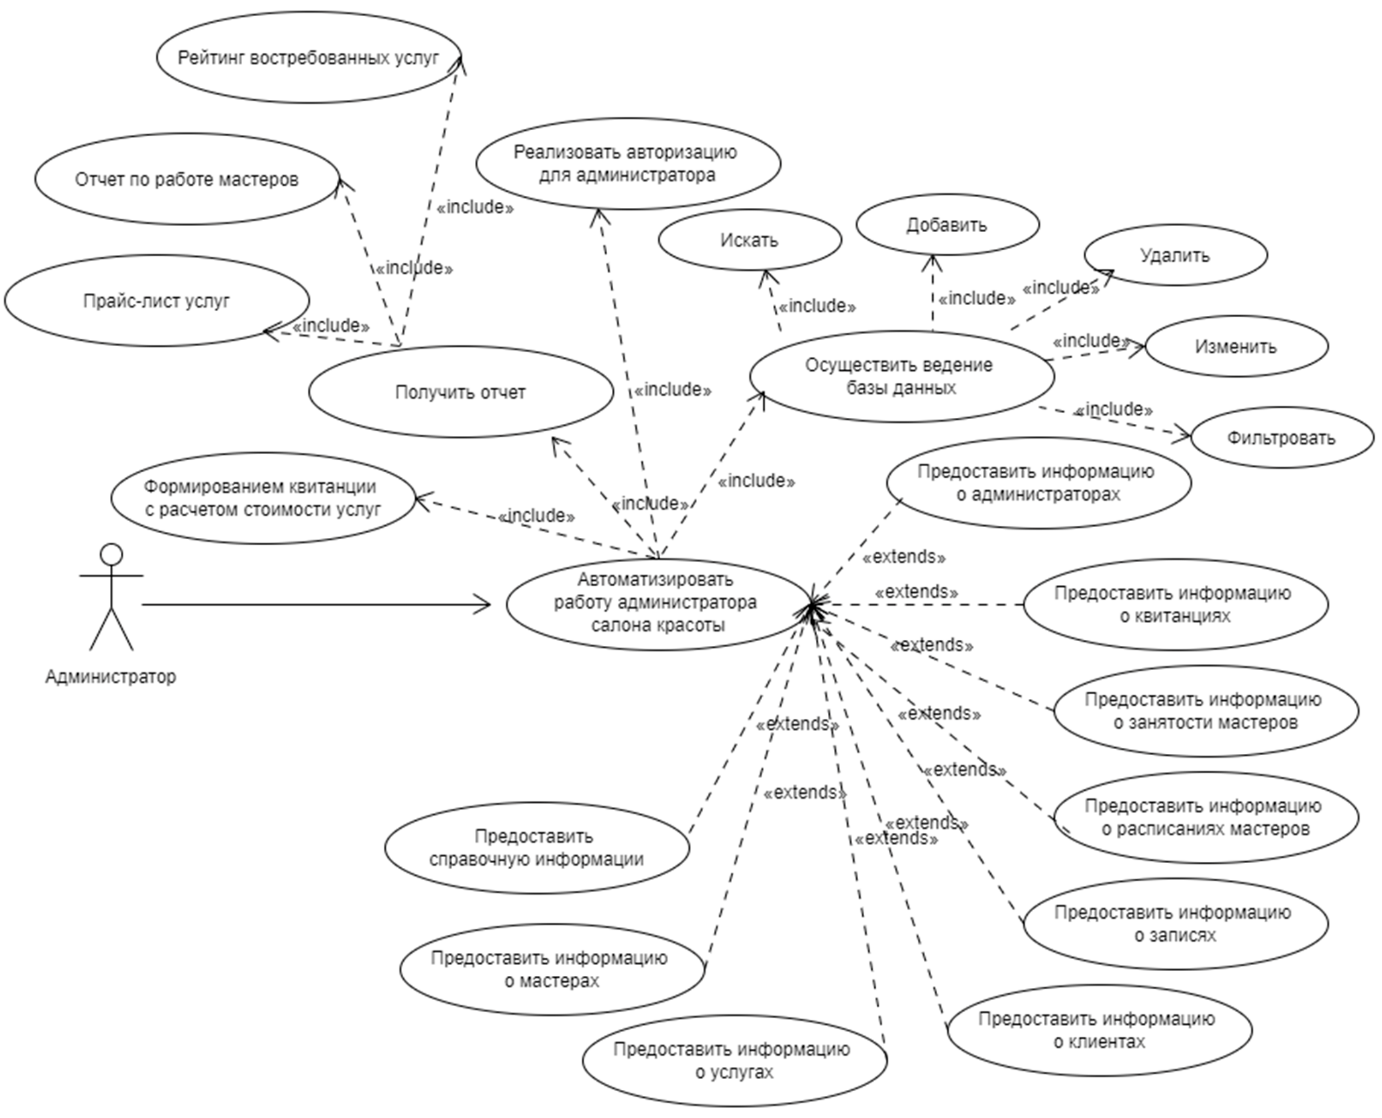 Рейтинг востребованных услуг
Реализовать авторизацию
для администратора
Отчет по работе мастеров
«include»
Искать
Добавить
Удалить
«include»
Прайс-лист услуг
«include»
«include»
«include»
«include»
Получить отчет
«include»
Осуществить ведение
базы данных
«include»
Изменить
«include»
Фильтровать
Формированием квитанции
с расчетом стоимости услуг
«include»
«include»
«include»
Предоставить информацию
о администраторах
Администратор
Автоматизировать
работу администратора
салона красоты
«extends»
«extends»
Предоставить информацию
о квитанциях
«extends»
Предоставить информацию
о занятости мастеров
«extends»
«extends»
«extends»
Предоставить информацию
о расписаниях мастеров
«extends»
«extends»
«extends»
Предоставить
справочную информации
Предоставить информацию
о записях
Предоставить информацию
о мастерах
Предоставить информацию
о клиентах
Предоставить информацию
о услугах